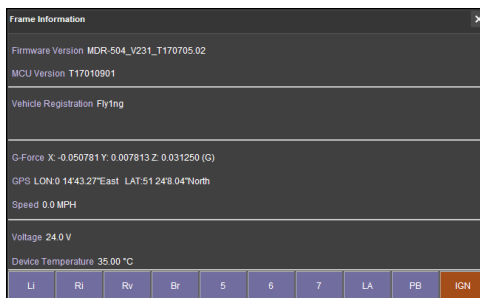 Frame Information
Firmware Version MDR-504_V231_T170705.02
MCU Version T17010901
Vehicle Registration Fly1ng
G-Force X: -0.050781 Y: 0.007813 Z: 0.031250 (G)
GPS LON:0 14'43.27"East LAT:51 24'8.04"North
Speed 0.0 MPH
Voltage 24.0 V
Device Temperature 35.00 °C
Li Ri Rv Br 5 6 7 LA PB IGN